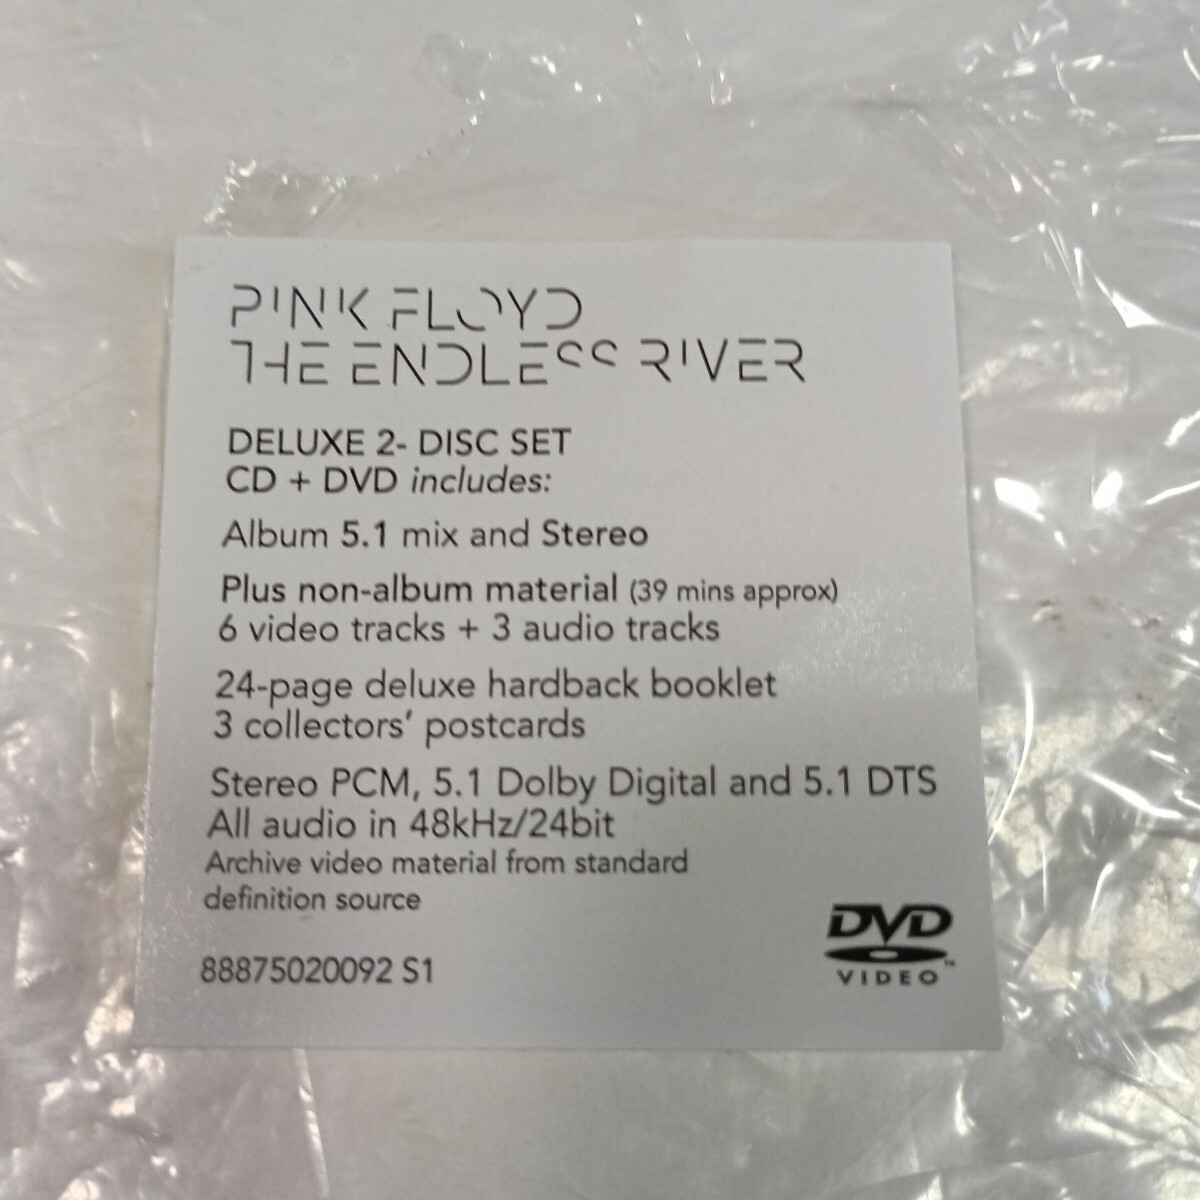 PINK FLOYD
THE ENDLESS RIVER
DELUXE 2- DISC SET
CD + DVD includes:
Album 5.1 mix and Stereo
Plus non-album material (39 mins approx)
6 video tracks + 3 audio tracks
24-page deluxe hardback booklet
3 collectors' postcards
Stereo PCM, 5.1 Dolby Digital and 5.1 DTS
All audio in 48kHz/24bit
Archive video material from standard
definition source
88875020092 S1
DVD
VIDEO™